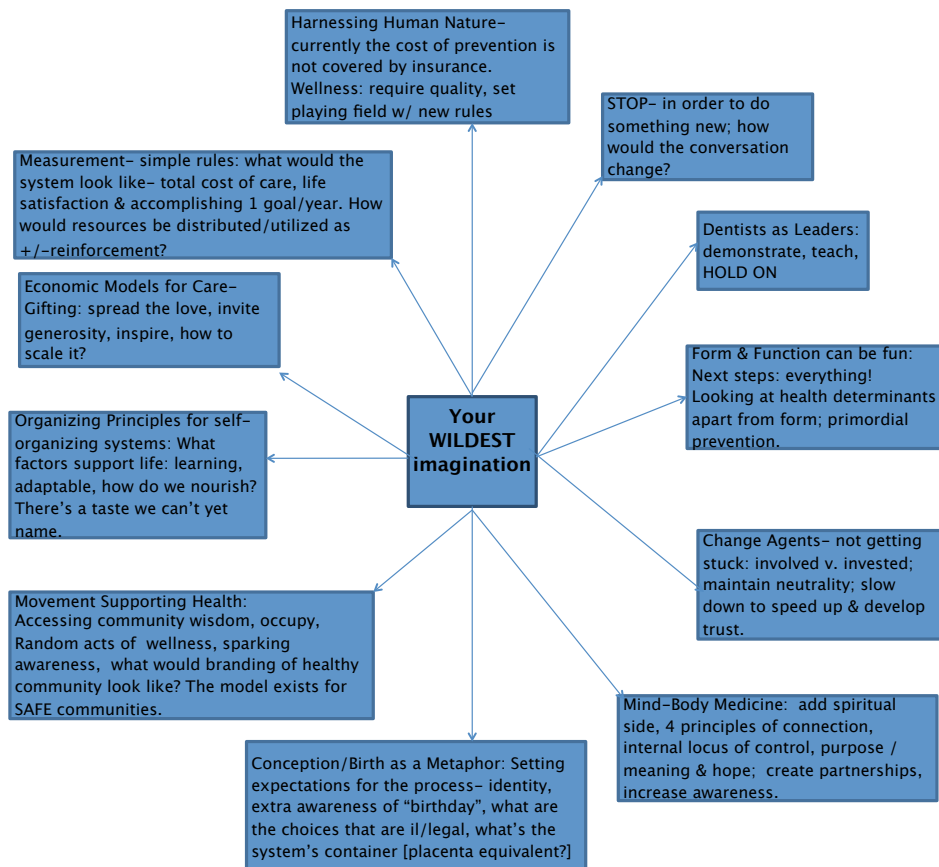 Harnessing Human Nature–
currently the cost of prevention is
not covered by insurance.
Wellness: require quality, set
playing field w/ new rules
STOP– in order to do
something new; how
would the conversation
change?
Measurement– simple rules: what would the
system look like– total cost of care, life
satisfaction & accomplishing 1 goal/year. How
would resources be distributed/utilized as
+/–reinforcement?
Dentists as Leaders:
demonstrate, teach,
HOLD ON
Economic Models for Care–
Gifting: spread the love, invite
generosity, inspire, how to
scale it?
Form & Function can be fun:
Next steps: everything!
Looking at health determinants
apart from form; primordial
prevention.
Your
WILDEST
imagination
Organizing Principles for self–
organizing systems: What
factors support life: learning,
adaptable, how do we nourish?
There's a taste we can't yet
name.
Change Agents– not getting
stuck: involved v. invested;
maintain neutrality; slow
down to speed up & develop
trust.
Movement Supporting Health:
Accessing community wisdom, occupy,
Random acts of wellness, sparking
awareness, what would branding of healthy
community look like? The model exists for
SAFE communities.
Mind–Body Medicine: add spiritual
side, 4 principles of connection,
internal locus of control, purpose /
meaning & hope; create partnerships,
increase awareness.
Conception/Birth as a Metaphor: Setting
expectations for the process– identity,
extra awareness of "birthday", what are
the choices that are il/legal, what's the
system's container [placenta equivalent?]